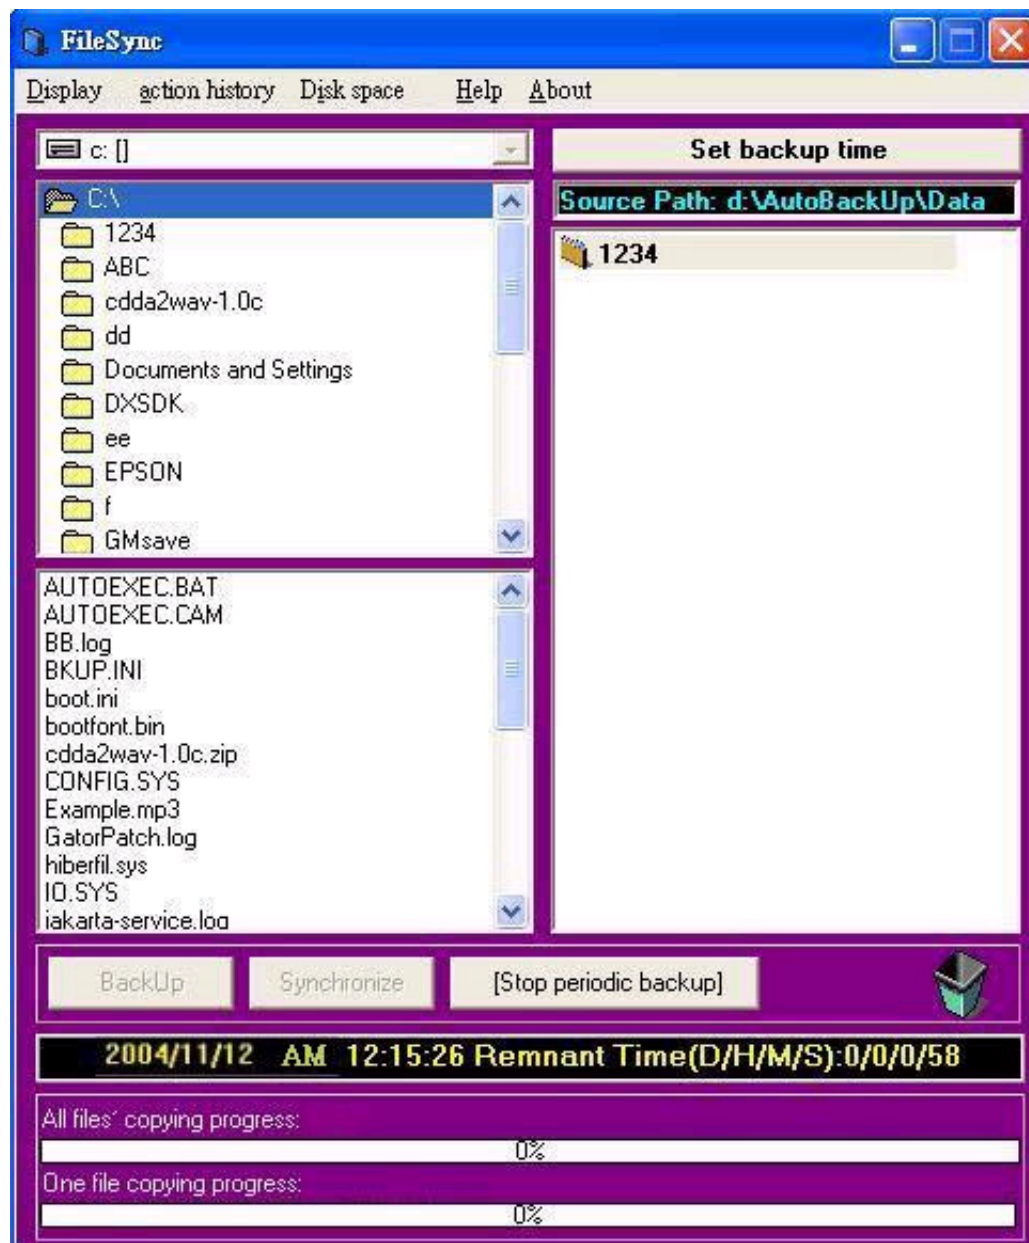 FileSync
Display action history Disk space Help About
c: []
Set backup time
C:\
1234
ABC
cdda2wav-1.0c
dd
Documents and Settings
DXSDK
ee
EPSON
f
GMsave
Source Path: d:\AutoBackUp\Data
1234
AUTOEXEC.BAT
AUTOEXEC.CAM
BB.log
BKUP.INI
boot.ini
bootfont.bin
cdda2wav-1.0c.zip
CONFIG.SYS
Example.mp3
GatorPatch.log
hiberfil.sys
IO.SYS
jakarta-service.log
BackUp Synchronize [Stop periodic backup]
2004/11/12 AM 12:15:26 Remnant Time(D/H/M/S):0/0/0/58
All files' copying progress:
0%
One file copying progress:
0%